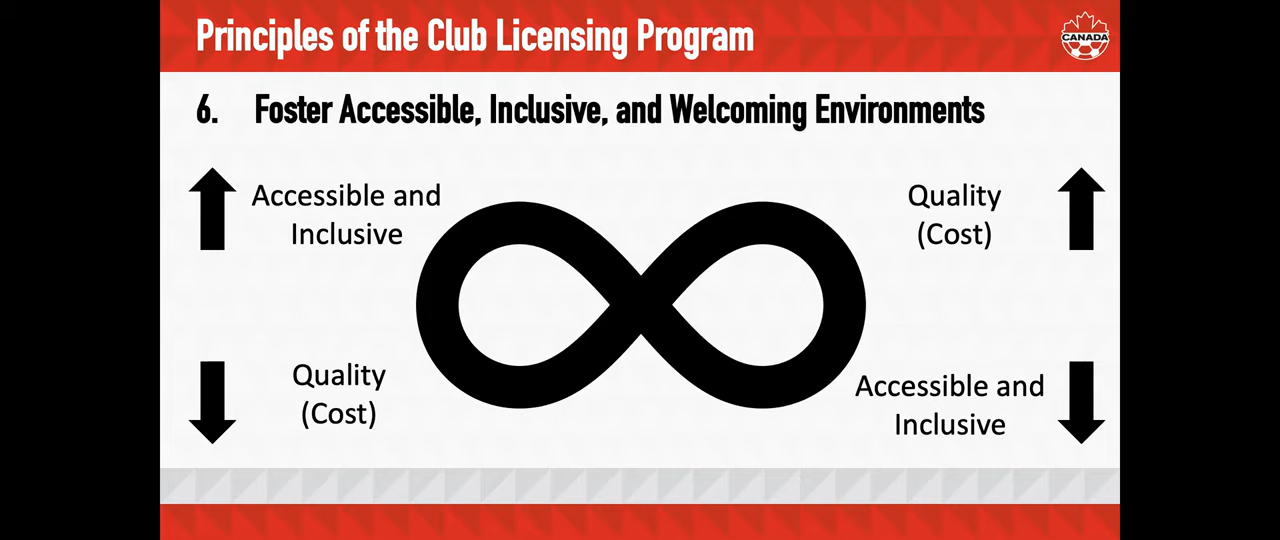 Principles of the Club Licensing Program
CANADA
6. Foster Accessible, Inclusive, and Welcoming Environments
Accessible and
Inclusive
Quality
(Cost)
Quality
(Cost)
Accessible and
Inclusive